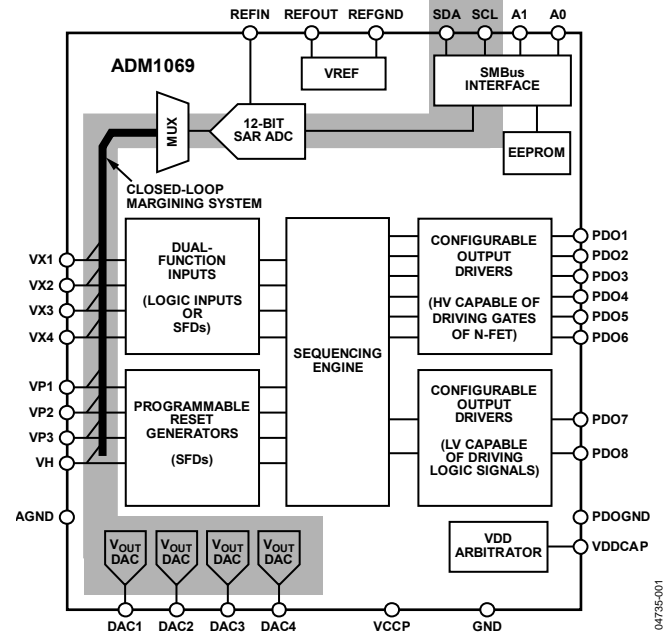 REFIN REFOUT REFGND SDA SCL A1 A0
ADM1069
VREF
SMBus
INTERFACE
MUX
12-BIT
SAR ADC
EEPROM
CLOSED-LOOP
MARGINING SYSTEM
VX1
VX2
VX3
VX4
VP1
VP2
VP3
VH
AGND
DUAL-
FUNCTION
INPUTS
(LOGIC INPUTS
OR
SFDs)
PROGRAMMABLE
RESET
GENERATORS
(SFDs)
SEQUENCING
ENGINE
CONFIGURABLE
OUTPUT
DRIVERS
(HV CAPABLE OF
DRIVING GATES
OF N-FET)
CONFIGURABLE
OUTPUT
DRIVERS
(LV CAPABLE
OF DRIVING
LOGIC SIGNALS)
PDO1
PDO2
PDO3
PDO4
PDO5
PDO6
PDO7
PDO8
PDOGND
VDDCAP
VDD
ARBITRATOR
VOUT
DAC
VOUT
DAC
VOUT
DAC
VOUT
DAC
DAC1 DAC2 DAC3 DAC4 VCCP GND
04735-001